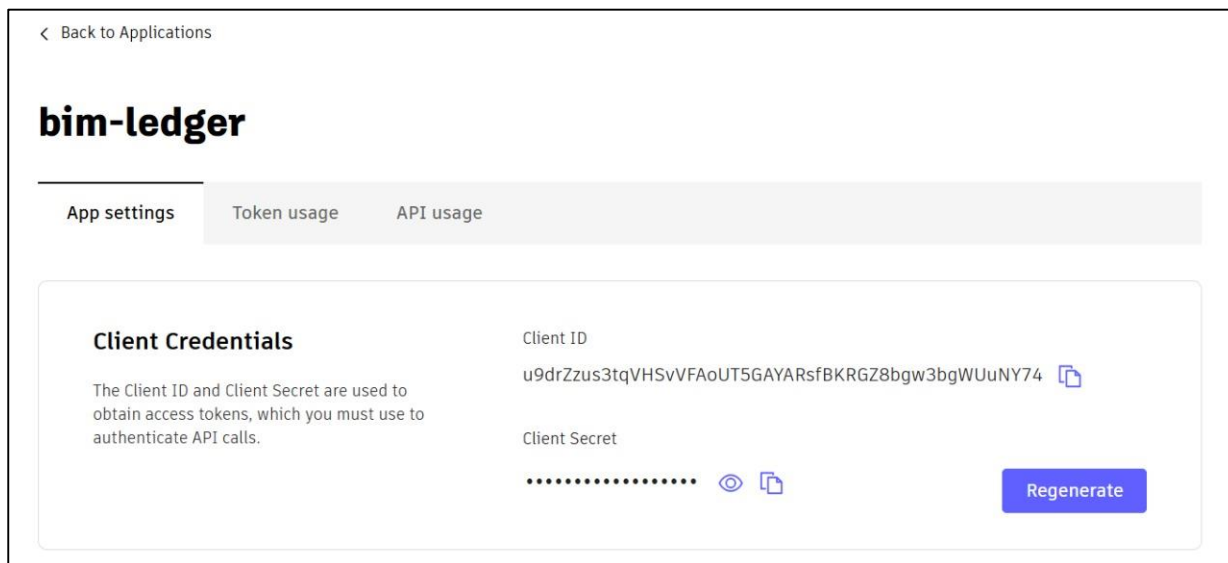 Back to Applications
bim-ledger
App settings
Token usage
API usage
Client Credentials
The Client ID and Client Secret are used to
obtain access tokens, which you must use to
authenticate API calls.
Client ID
u9drZzus3tqVHSvVFAoUT5GAYARsfBKRGZ8bgw3bgWUuNY74
Client Secret
••••••••••••••••••
Regenerate